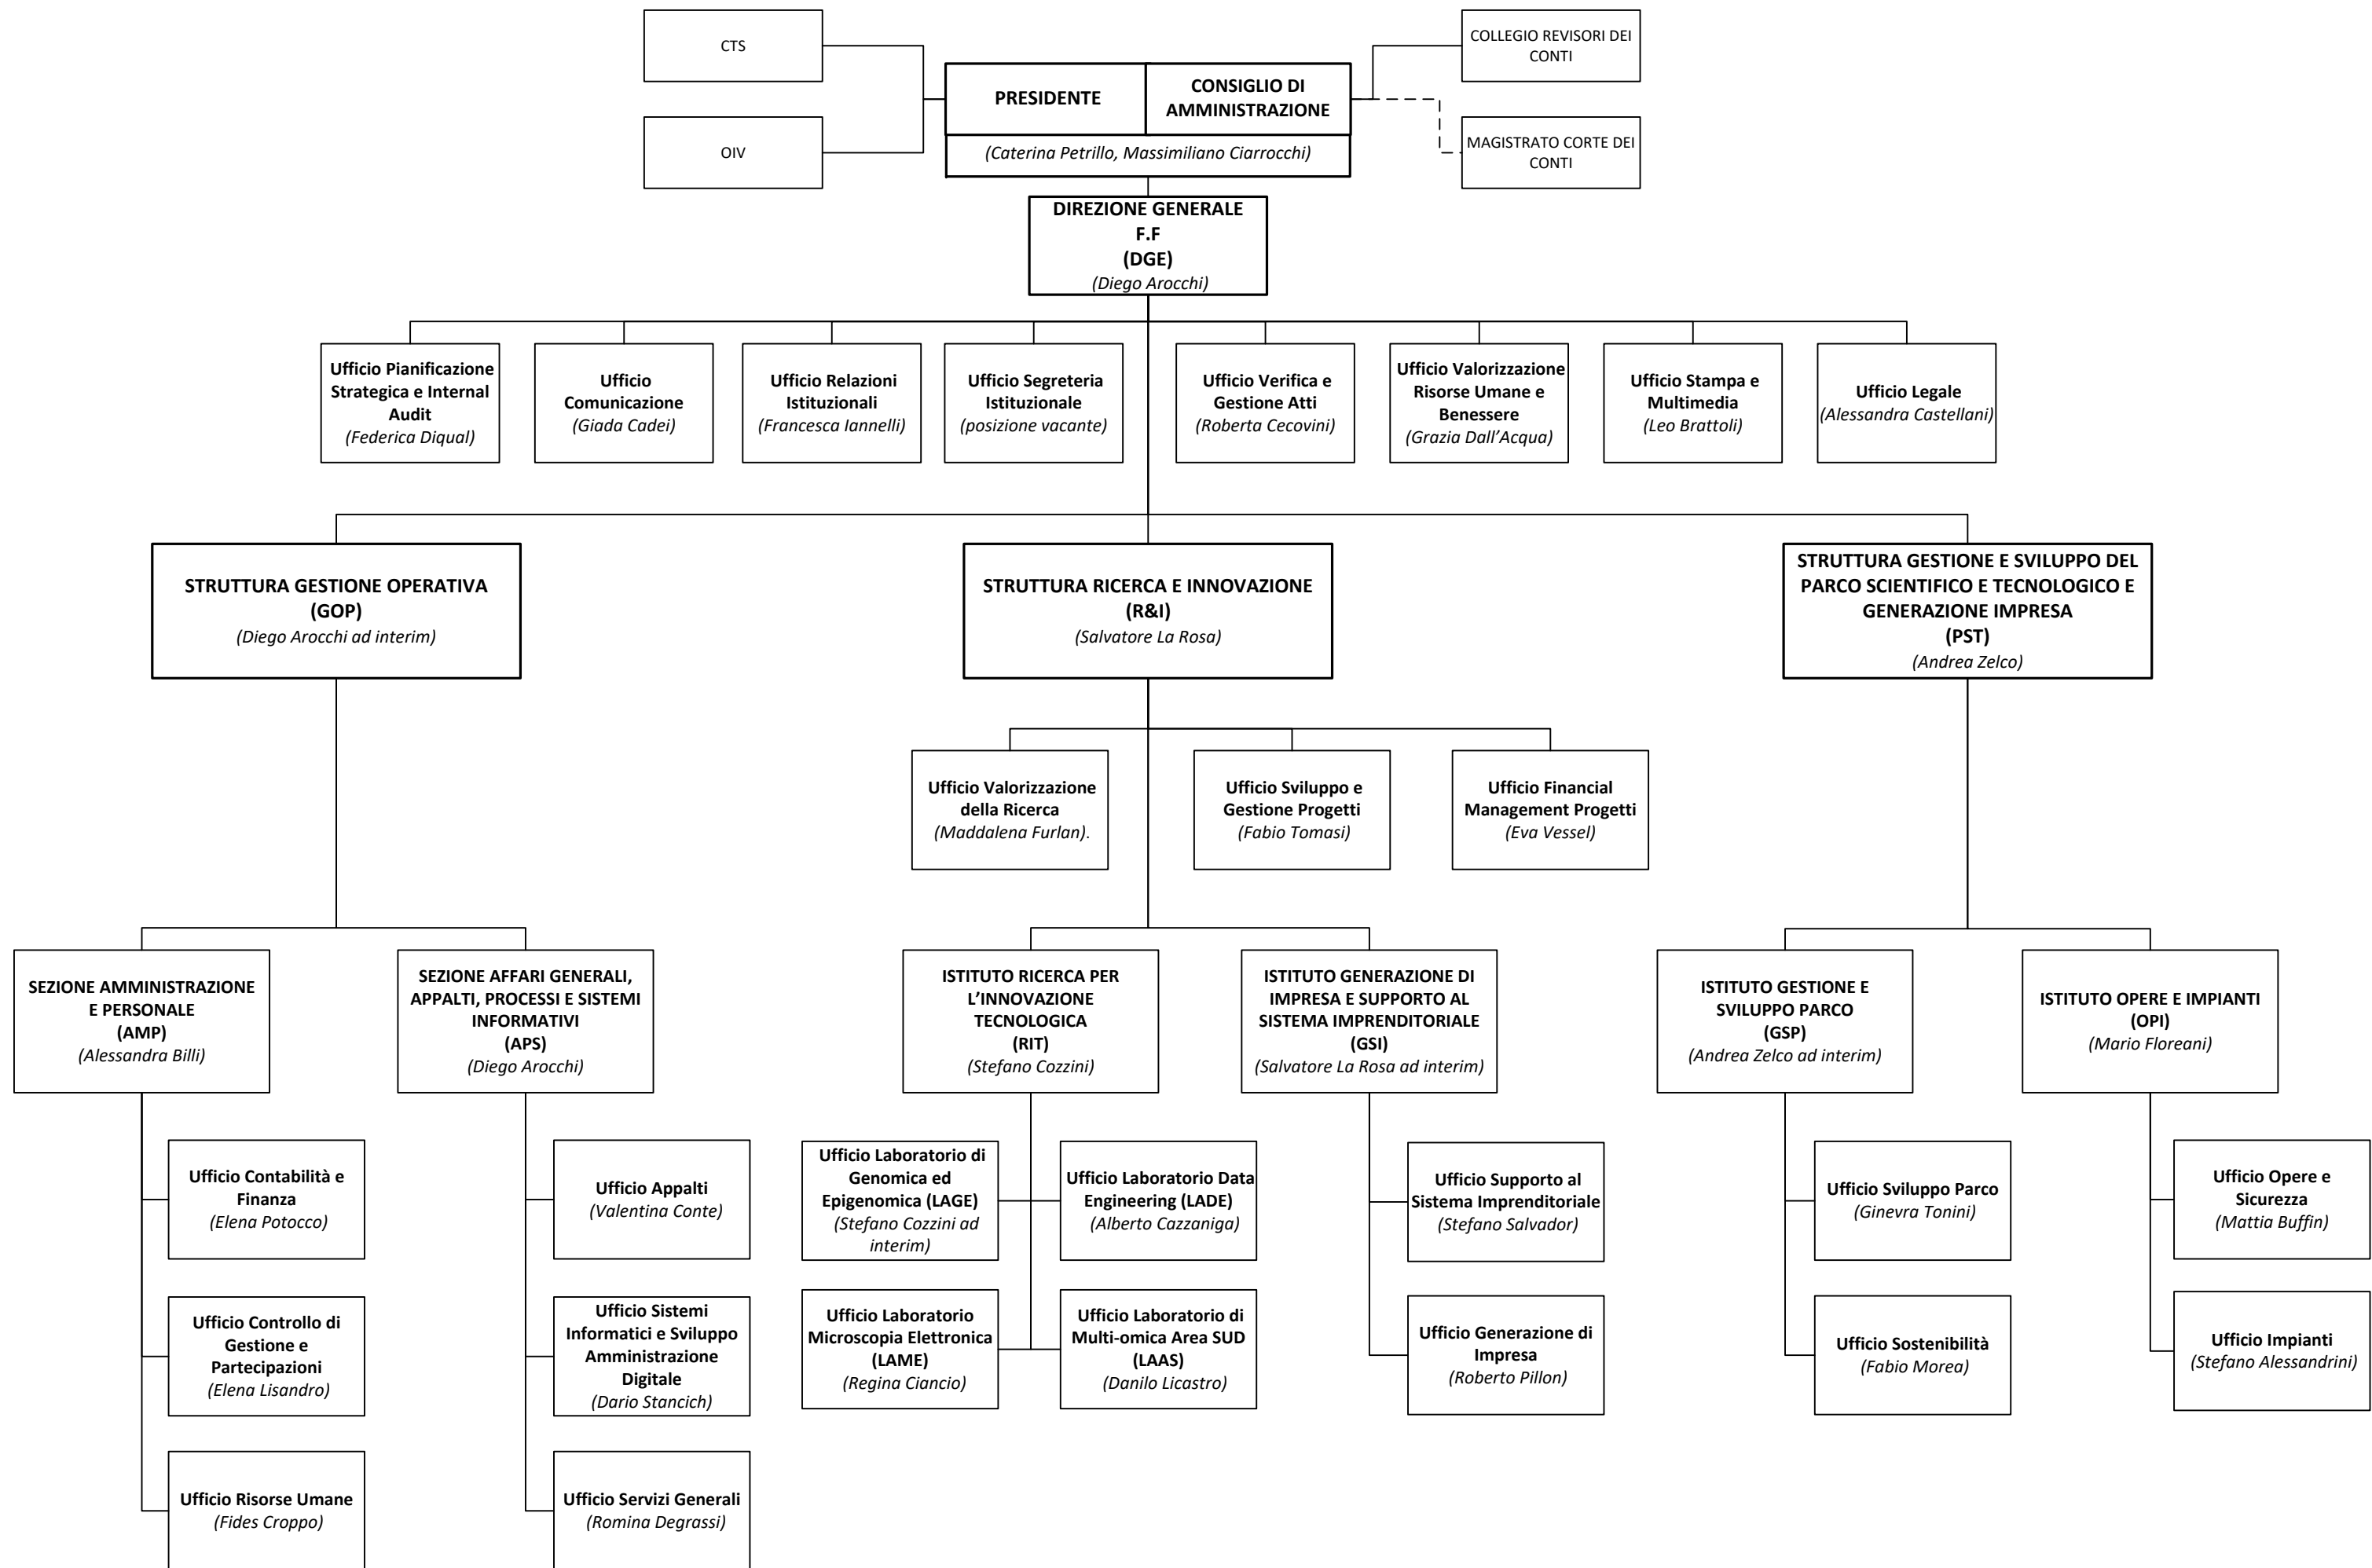 CTS
COLLEGIO REVISORI DEI
CONTI
PRESIDENTE
CONSIGLIO DI
AMMINISTRAZIONE
OIV
(Caterina Petrillo, Massimiliano Ciarrocchi)
MAGISTRATO CORTE DEI
CONTI
DIREZIONE GENERALE
F.F
(DGE)
(Diego Arocchi)
Ufficio Pianificazione
Strategica e Internal
Audit
(Federica Diqual)
Ufficio
Comunicazione
(Giada Cadei)
Ufficio Relazioni
Istituzionali
(Francesca Iannelli)
Ufficio Segreteria
Istituzionale
(posizione vacante)
Ufficio Verifica e
Gestione Atti
(Roberta Cecovini)
Ufficio Valorizzazione
Risorse Umane e
Benessere
(Grazia Dall’Acqua)
Ufficio Stampa e
Multimedia
(Leo Brattoli)
Ufficio Legale
(Alessandra Castellani)
STRUTTURA GESTIONE OPERATIVA
(GOP)
(Diego Arocchi ad interim)
STRUTTURA RICERCA E INNOVAZIONE
(R&I)
(Salvatore La Rosa)
STRUTTURA GESTIONE E SVILUPPO DEL
PARCO SCIENTIFICO E TECNOLOGICO E
GENERAZIONE IMPRESA
(PST)
(Andrea Zelco)
Ufficio Valorizzazione
della Ricerca
(Maddalena Furlan).
Ufficio Sviluppo e
Gestione Progetti
(Fabio Tomasi)
Ufficio Financial
Management Progetti
(Eva Vessel)
SEZIONE AMMINISTRAZIONE
E PERSONALE
(AMP)
(Alessandra Billi)
SEZIONE AFFARI GENERALI,
APPALTI, PROCESSI E SISTEMI
INFORMATIVI
(APS)
(Diego Arocchi)
ISTITUTO RICERCA PER
L’INNOVAZIONE
TECNOLOGICA
(RIT)
(Stefano Cozzini)
ISTITUTO GENERAZIONE DI
IMPRESA E SUPPORTO AL
SISTEMA IMPRENDITORIALE
(GSI)
(Salvatore La Rosa ad interim)
ISTITUTO GESTIONE E
SVILUPPO PARCO
(GSP)
(Andrea Zelco ad interim)
ISTITUTO OPERE E IMPIANTI
(OPI)
(Mario Floreani)
Ufficio Contabilità e
Finanza
(Elena Potocco)
Ufficio Appalti
(Valentina Conte)
Ufficio Laboratorio di
Genomica ed
Epigenomica (LAGE)
(Stefano Cozzini ad
interim)
Ufficio Laboratorio Data
Engineering (LADE)
(Alberto Cazzaniga)
Ufficio Supporto al
Sistema Imprenditoriale
(Stefano Salvador)
Ufficio Sviluppo Parco
(Ginevra Tonini)
Ufficio Opere e
Sicurezza
(Mattia Buffin)
Ufficio Controllo di
Gestione e
Partecipazioni
(Elena Lisandro)
Ufficio Sistemi
Informatici e Sviluppo
Amministrazione
Digitale
(Dario Stancich)
Ufficio Laboratorio
Microscopia Elettronica
(LAME)
(Regina Ciancio)
Ufficio Laboratorio di
Multi-omica Area SUD
(LAAS)
(Danilo Licastro)
Ufficio Generazione di
Impresa
(Roberto Pillon)
Ufficio Sostenibilità
(Fabio Morea)
Ufficio Impianti
(Stefano Alessandrini)
Ufficio Risorse Umane
(Fides Croppo)
Ufficio Servizi Generali
(Romina Degrassi)